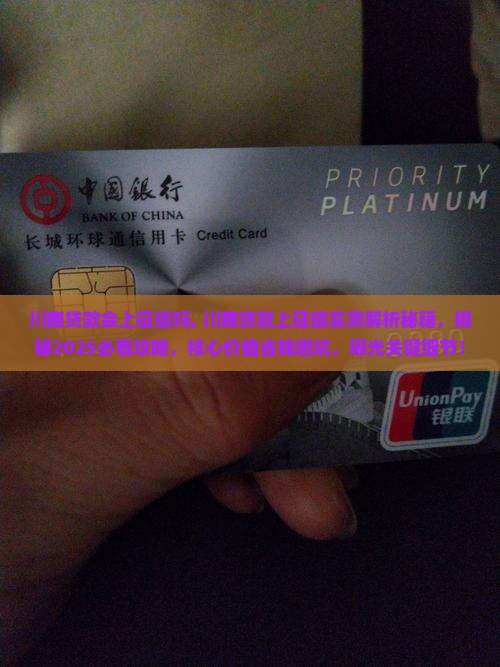 PRIORITY
PLATINUM
中国银行
BANK OF CHINA
长城环球通信用卡 Credit Card
川腾贷款会上征信吗，川腾贷款上征信实测解析秘籍，揭
秘2025必看攻略，核心价值省钱避坑，曝光关键细节！
UnionPay
银联